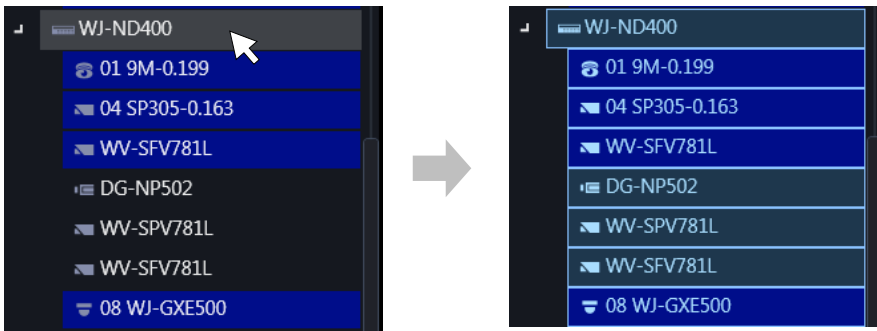 WJ-ND400
01 9M-0.199
04 SP305-0.163
WV-SFV781L
DG-NP502
WV-SPV781L
WV-SFV781L
08 WJ-GXE500
WJ-ND400
01 9M-0.199
04 SP305-0.163
WV-SFV781L
DG-NP502
WV-SPV781L
WV-SFV781L
08 WJ-GXE500